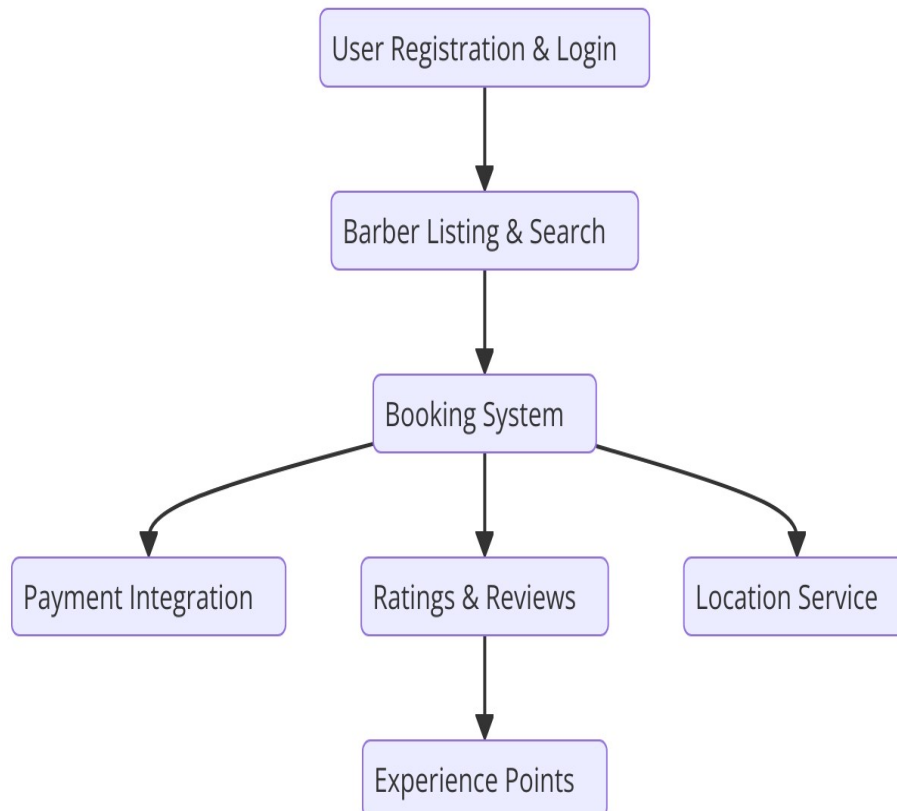 User Registration & Login
Barber Listing & Search
Booking System
Payment Integration
Ratings & Reviews
Location Service
Experience Points